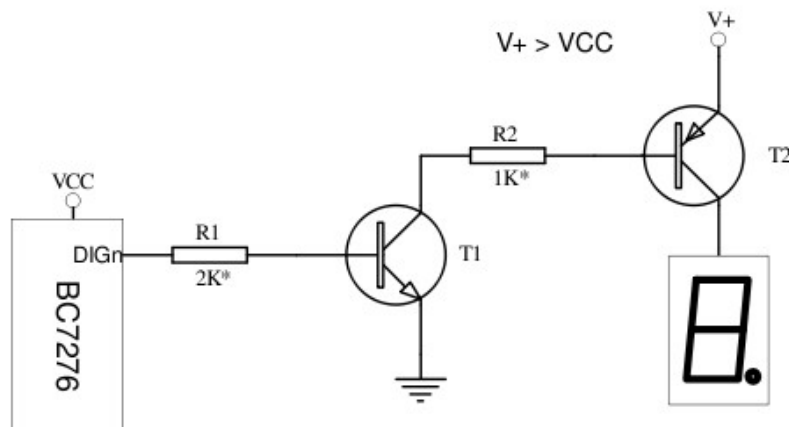 V+
V+ > VCC
R2
1K*
T2
VCC
DIGn
R1
2K*
T1
BC7276